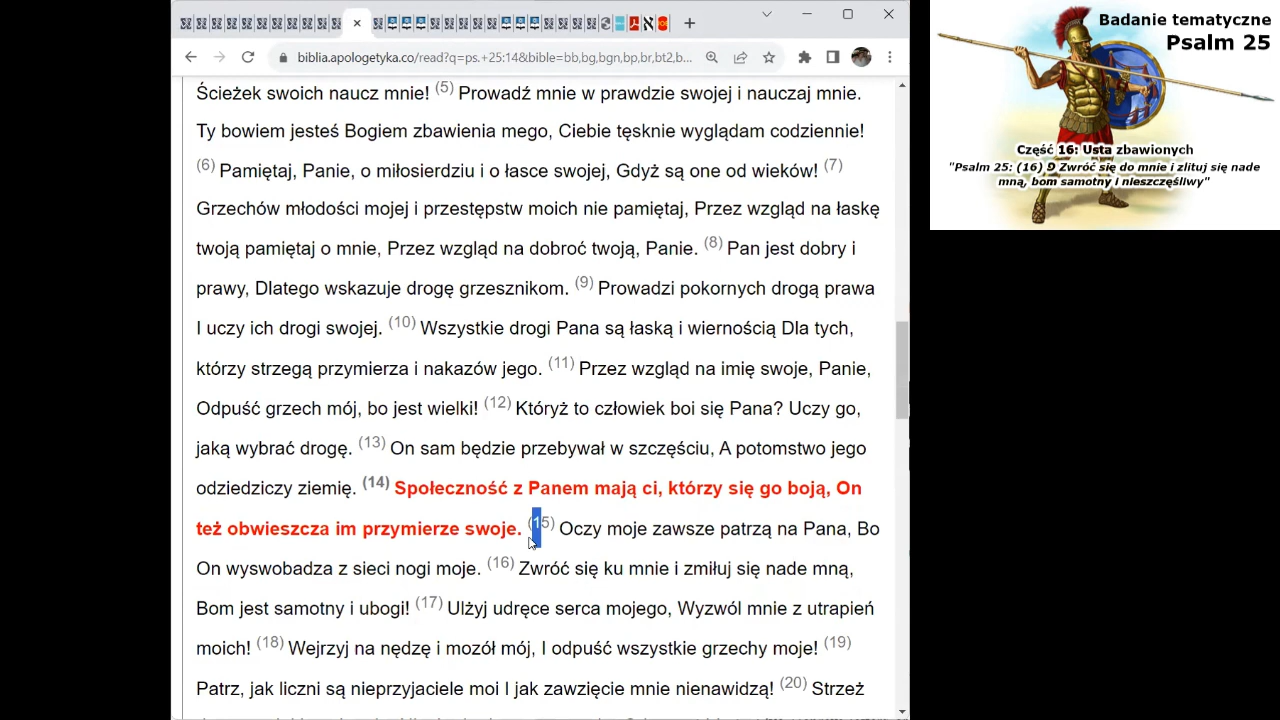 biblia.apologetyka.co/read?q=ps.+25:14&bible=bb,bg,bgn,bp,br,bt2,b...
Ścieżek swoich naucz mnie! (5) Prowadź mnie w prawdzie swojej i nauczaj mnie.
Ty bowiem jesteś Bogiem zbawienia mego, Ciebie tęsknie wyglądam codziennie!
(6) Pamiętaj, Panie, o miłosierdziu i o łasce swojej, Gdyż są one od wieków! (7)
Grzechów młodości mojej i przestępstw moich nie pamiętaj, Przez wzgląd na łaskę
twoją pamiętaj o mnie, Przez wzgląd na dobroć twoją, Panie. (8) Pan jest dobry i
prawy, Dlatego wskazuje drogę grzesznikom. (9) Prowadzi pokornych drogą prawa
I uczy ich drogi swojej. (10) Wszystkie drogi Pana są łaską i wiernością Dla tych,
którzy strzegą przymierza i nakazów jego. (11) Przez wzgląd na imię swoje, Panie,
Odpuść grzech mój, bo jest wielki! (12) Któryż to człowiek boi się Pana? Uczy go,
jaką wybrać drogę. (13) On sam będzie przebywał w szczęściu, A potomstwo jego
odziedziczy ziemię. (14) Społeczność z Panem mają ci, którzy się go boją, On
też obwieszcza im przymierze swoje. (15) Oczy moje zawsze patrzą na Pana, Bo
On wyswobadza z sieci nogi moje. (16) Zwróć się ku mnie i zmiłuj się nade mną,
Bom jest samotny i ubogi! (17) Ulżyj udręce serca mojego, Wyzwól mnie z utrapień
moich! (18) Wejrzyj na nędzę i mozół mój, I odpuść wszystkie grzechy moje! (19)
Patrz, jak liczni są nieprzyjaciele moi I jak zawzięcie mnie nienawidzą! (20) Strzeż
Badanie tematyczne
Psalm 25
Część 16: Usta zbawionych
"Psalm 25: (16) פ Zwróć się do mnie i zlituj się nade
mną, bom samotny i nieszczęśliwy"